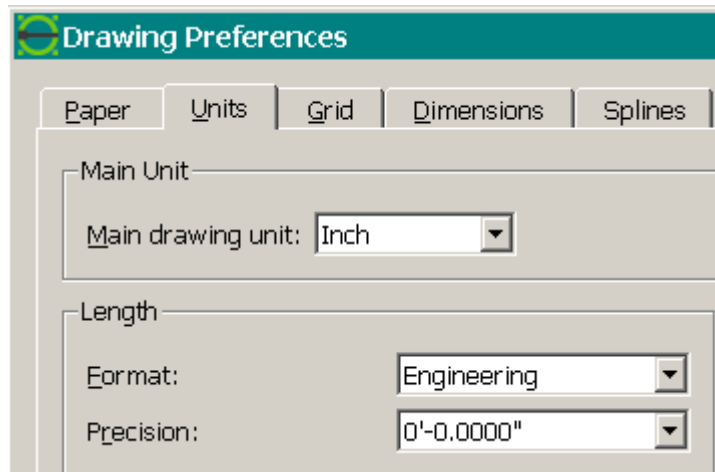 Drawing Preferences
Paper Units Grid Dimensions Splines
Main Unit
Main drawing unit: Inch
Length
Format: Engineering
Precision: 0'-0.0000"